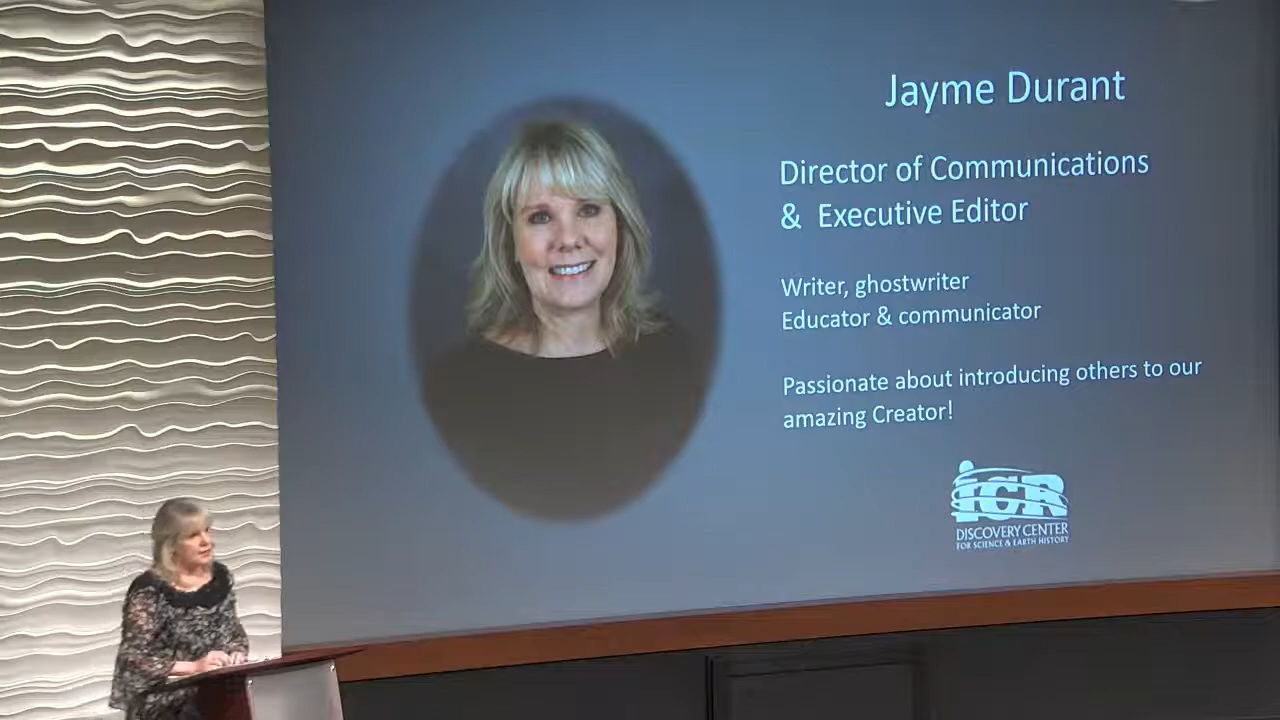 Jayme Durant
Director of Communications
& Executive Editor
Writer, ghostwriter
Educator & communicator
Passionate about introducing others to our
amazing Creator!
iCR
DISCOVERY CENTER
FOR SCIENCE & EARTH HISTORY